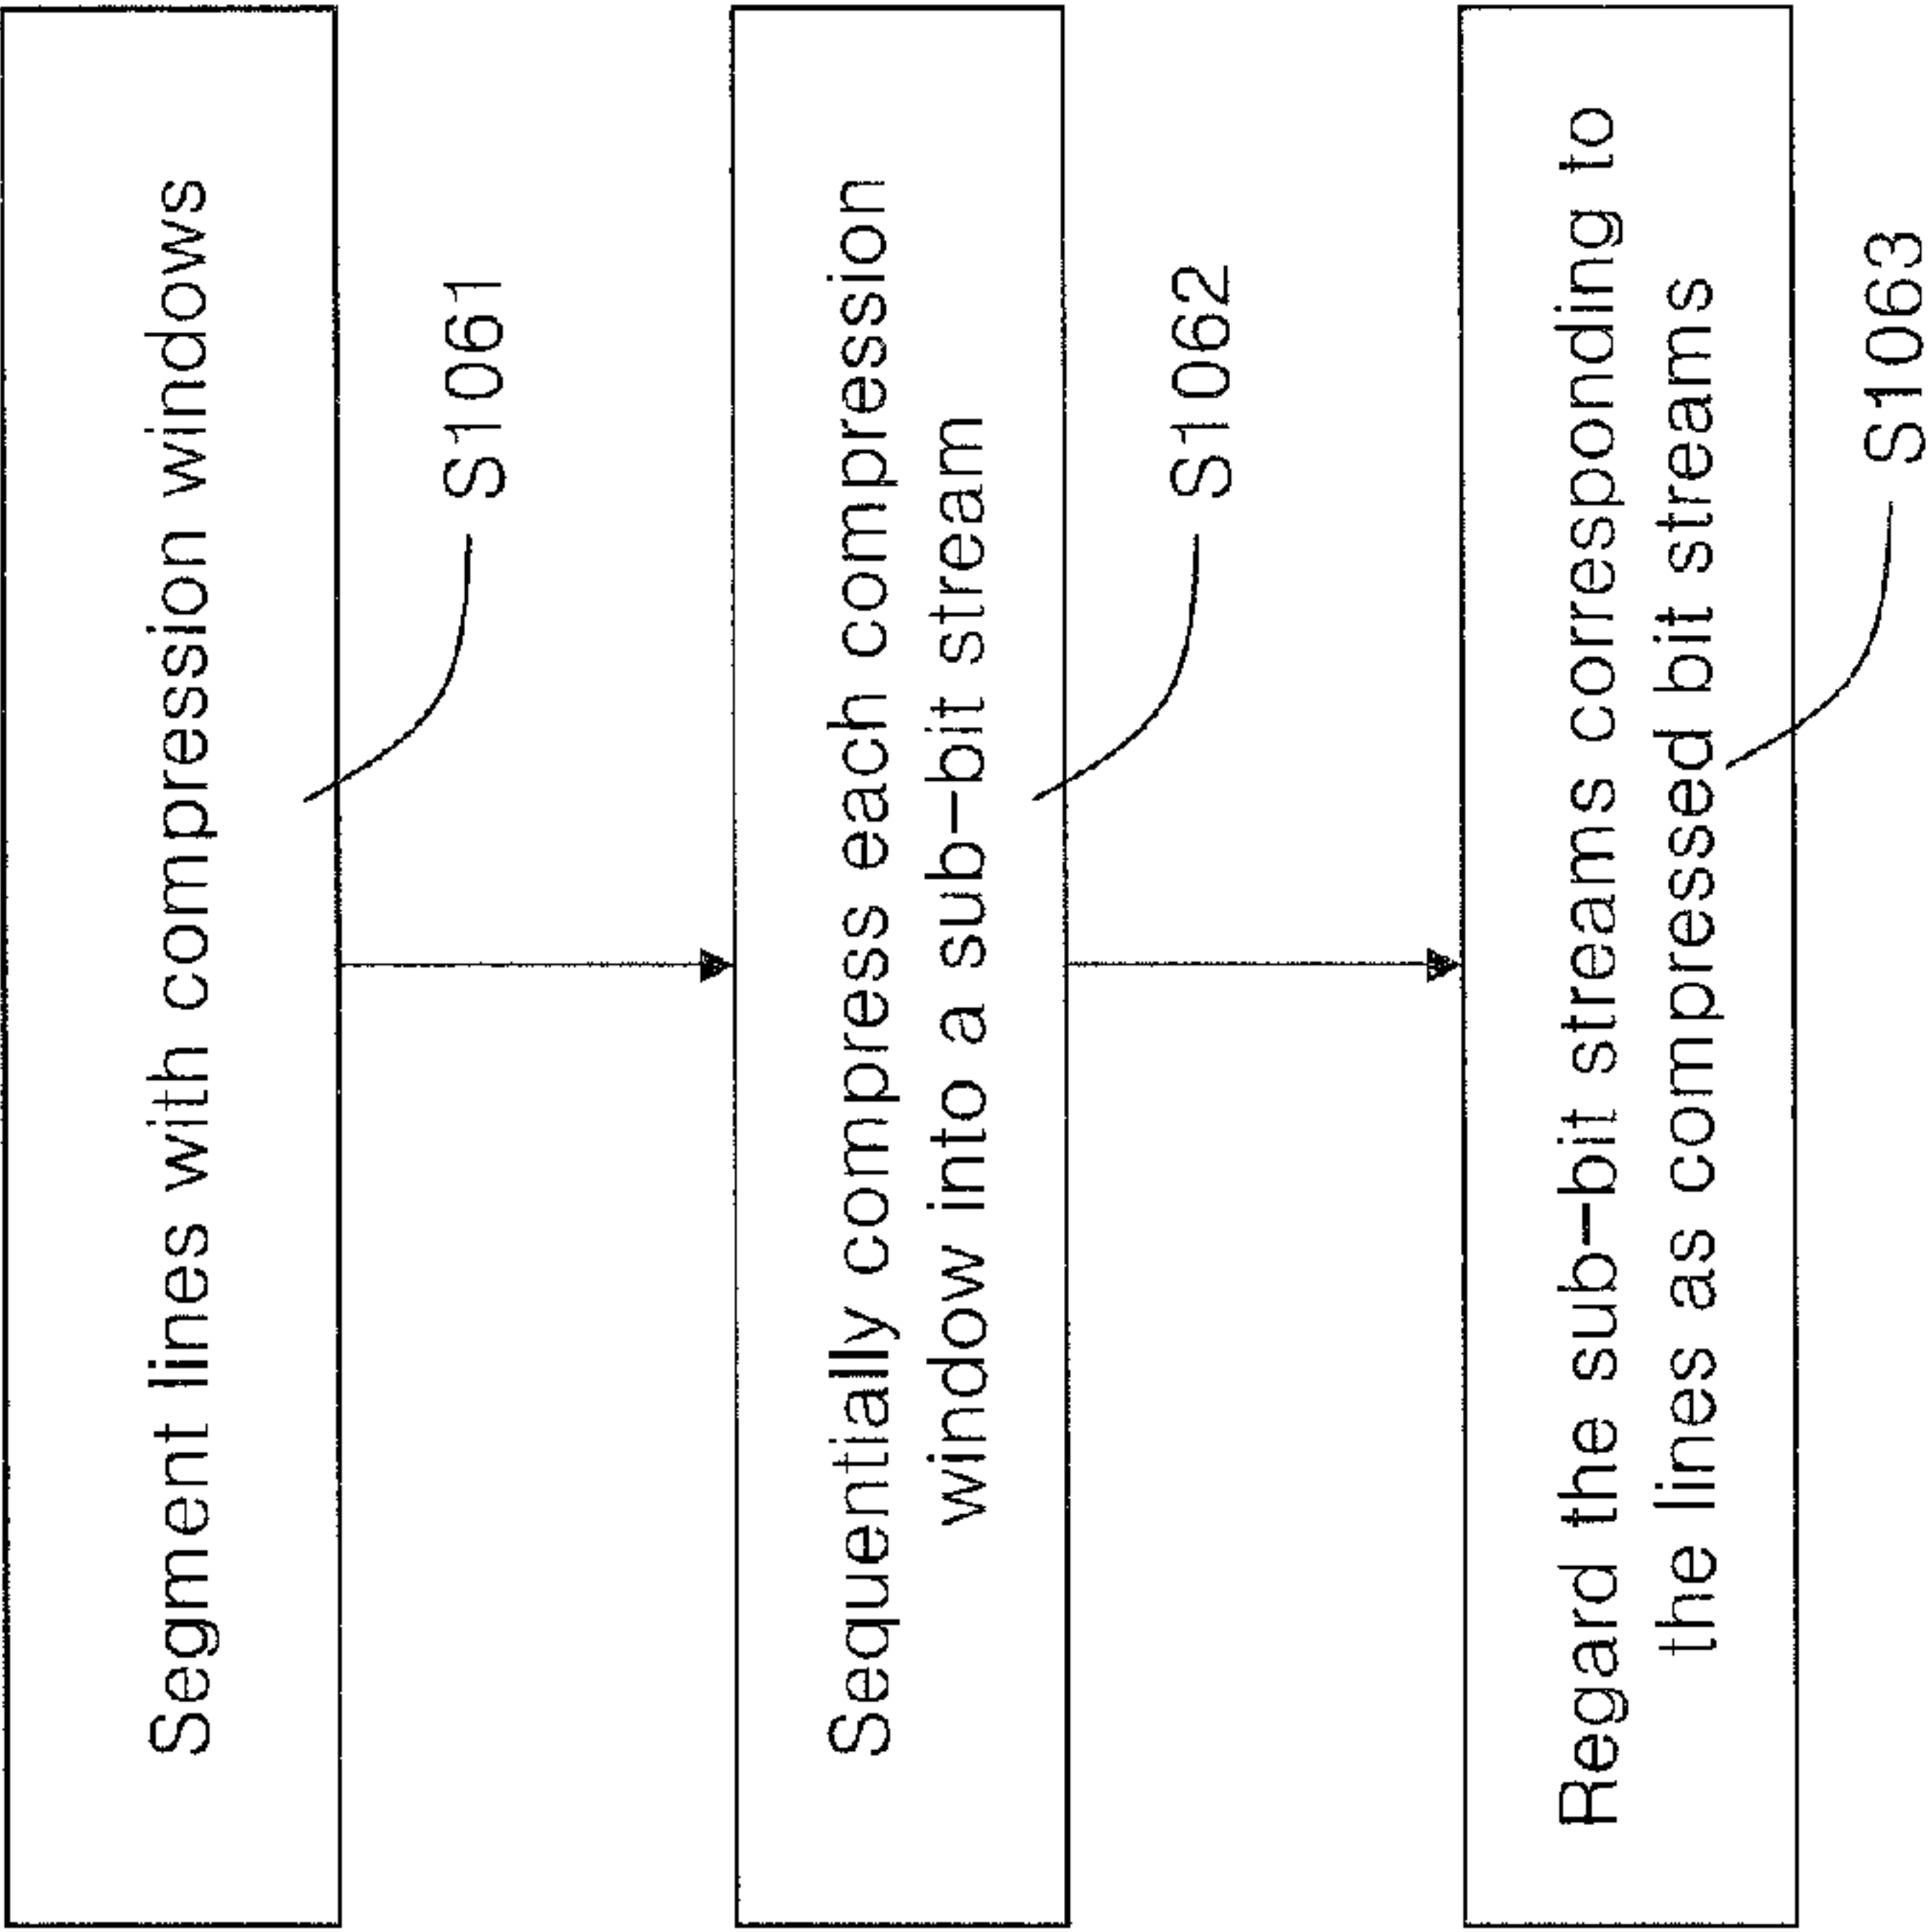 Segment lines with compression windows
S1061
Sequentially compress each compression
window into a sub-bit stream
S1062
Regard the sub-bit streams corresponding to
the lines as compressed bit streams
S1063